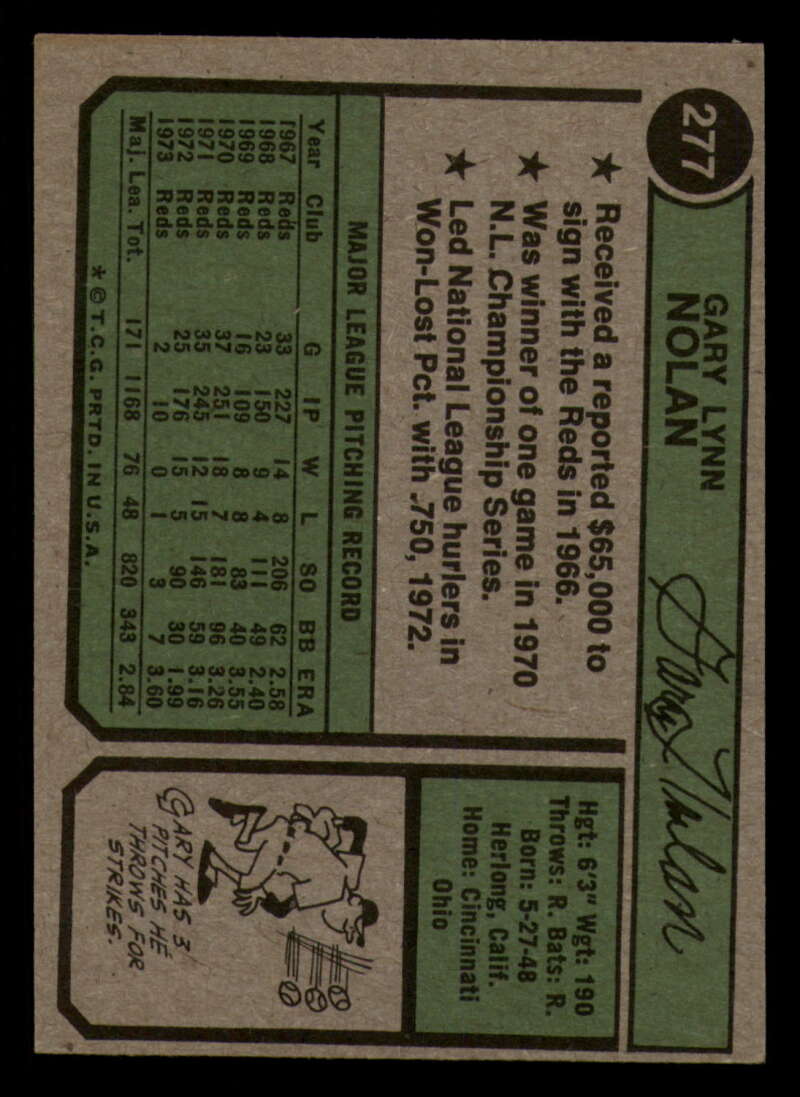 277
GARY LYNN
NOLAN
Gary Nolan
★ Received a reported $65,000 to
sign with the Reds in 1966.
★ Was winner of one game in 1970
N.L. Championship Series.
★ Led National League hurlers in
Won-Lost Pct. with .750, 1972.
MAJOR LEAGUE PITCHING RECORD
Year Club G IP W L SO BB ERA
1967 Reds 33 227 14 8 206 62 2.58
1968 Reds 23 150 9 4 111 49 2.40
1969 Reds 16 109 8 8 83 40 3.55
1970 Reds 37 251 18 7 181 96 3.26
1971 Reds 35 245 12 15 146 59 3.16
1972 Reds 25 176 15 5 90 30 1.99
1973 Reds 2 10 0 1 3 7 3.60
Maj. Lea. Tot. 171 1168 76 48 820 343 2.84
* © T.C.G. PRTD. IN U.S.A.
Hgt: 6'3" Wgt: 190
Throws: R. Bats: R.
Born: 5-27-48
Herlong, Calif.
Home: Cincinnati
Ohio
GARY HAS 3
PITCHES HE
THROWS FOR
STRIKES.